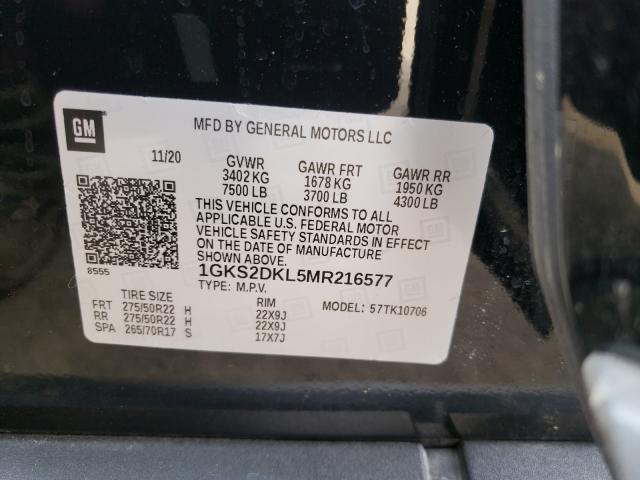 GM
MFD BY GENERAL MOTORS LLC
11/20 GVWR GAWR FRT GAWR RR
3402 KG 1678 KG 1950 KG
7500 LB 3700 LB 4300 LB
THIS VEHICLE CONFORMS TO ALL
APPLICABLE U.S. FEDERAL MOTOR
VEHICLE SAFETY STANDARDS IN EFFECT
ON THE DATE OF MANUFACTURE
SHOWN ABOVE.
8555
1GKS2DKL5MR216577
TYPE: M.P.V.
MODEL: 57TK10706
TIRE SIZE RIM
FRT 275/50R22 H 22X9J
RR 275/50R22 H 22X9J
SPA 265/70R17 S 17X7J